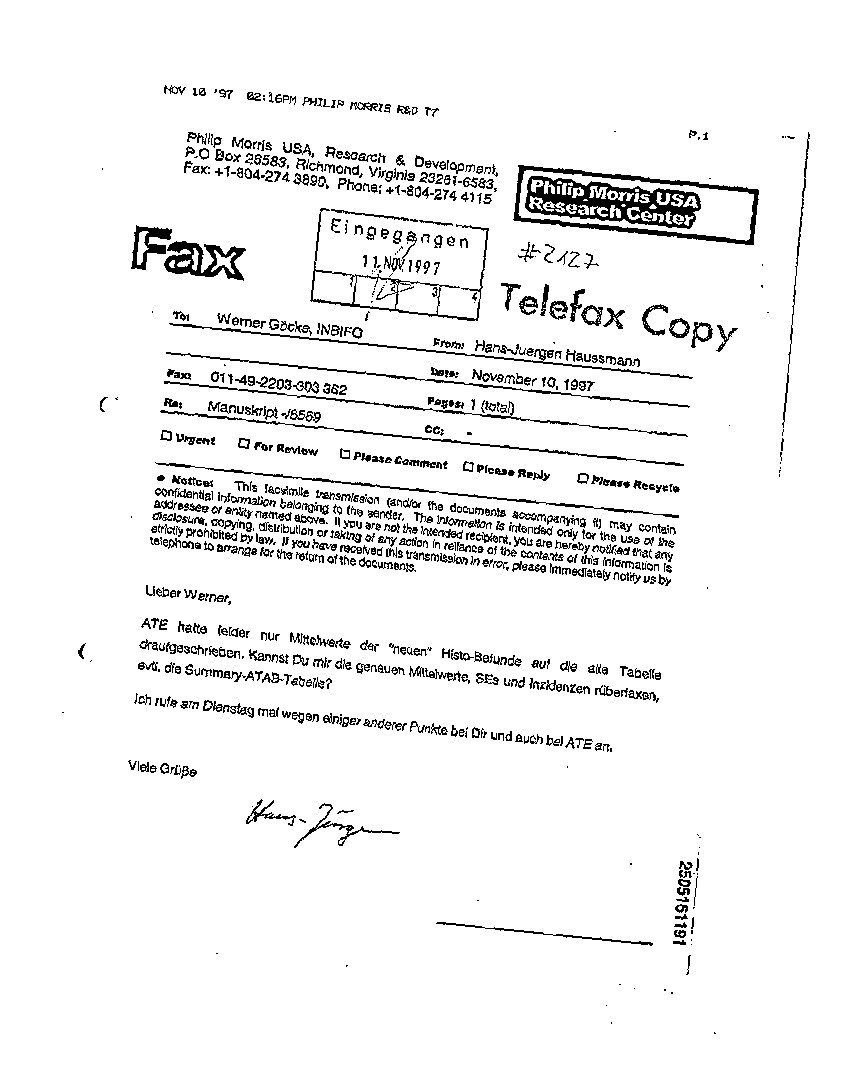 NOV 10 '97 02:16PM PHILIP MORRIS R&D T7
P.1
Philip Morris USA, Research & Development,
P.O Box 26583, Richmond, Virginia 23261-6583,
Fax: +1-804-274 3890, Phone: +1-804-274 4115
Philip Morris USA
Research Center
Fax
Eingegangen
11. NOV. 1997
1 2 3 4
#2127
Telefax Copy
To: Werner Göcke, INBIFO
From: Hans-Juergen Haussmann
Date: November 10, 1997
Fax: 011-49-2203-303 362
Pages: 1 (total)
Re: Manuskript -/6569
CC: -
☐ Urgent ☐ For Review ☐ Please Comment ☐ Please Reply ☐ Please Recycle
● Notice: This facsimile transmission (and/or the documents accompanying it) may contain
confidential information belonging to the sender. The information is intended only for the use of the
addressee or entity named above. If you are not the intended recipient, you are hereby notified that any
disclosure, copying, distribution or taking of any action in reliance of the contents of this information is
strictly prohibited by law. If you have received this transmission in error, please immediately notify us by
telephone to arrange for the return of the documents.
Lieber Werner,
ATE hatte leider nur Mittelwerte der "neuen" Histo-Befunde auf die alte Tabelle
draufgeschrieben. Kannst Du mir die genauen Mittelwerte, SEs und Inzidenzen rüberfaxen,
evtl. die Summary-ATAB-Tabelle?
Ich rufe am Dienstag mal wegen einiger anderer Punkte bei Dir und auch bei ATE an.
Viele Grüße
Hans-Jürgen
2505151191